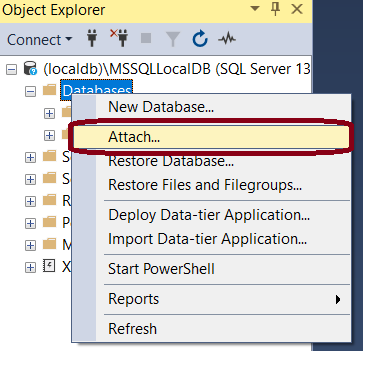 Object Explorer
Connect
(localdb)\MSSQLLocalDB (SQL Server 13
Databases
New Database...
Attach...
Restore Database...
Restore Files and Filegroups...
Deploy Data-tier Application...
Import Data-tier Application...
Start PowerShell
Reports
Refresh